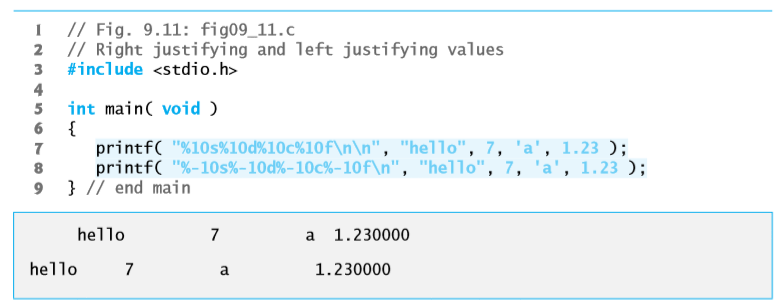 1 // Fig. 9.11: fig09_11.c
2 // Right justifying and left justifying values
3 #include <stdio.h>
4
5 int main( void )
6 {
7    printf( "%10s%10d%10c%10f\n\n", "hello", 7, 'a', 1.23 );
8    printf( "%-10s%-10d%-10c%-10f\n", "hello", 7, 'a', 1.23 );
9 } // end main
     hello         7         a  1.230000
hello     7         a         1.230000